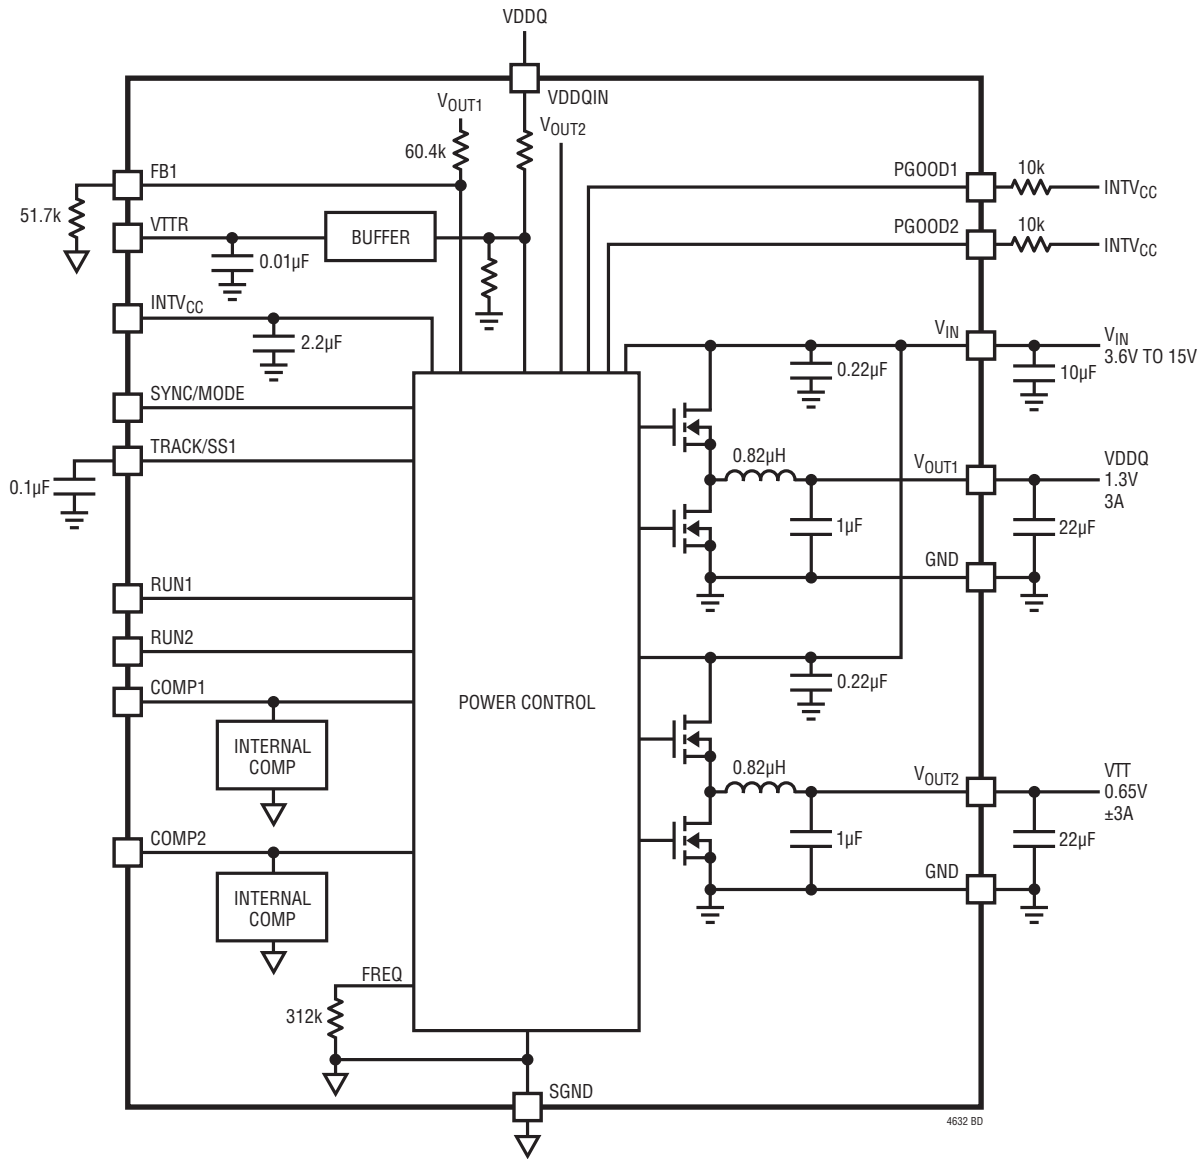 VDDQ
VDDQIN
VOUT1
VOUT2
60.4k
FB1
51.7k
VTTR
BUFFER
0.01µF
INTVCC
2.2µF
SYNC/MODE
TRACK/SS1
0.1µF
RUN1
RUN2
COMP1
INTERNAL
COMP
COMP2
INTERNAL
COMP
FREQ
312k
SGND
POWER CONTROL
PGOOD1
10k
INTVCC
PGOOD2
10k
INTVCC
VIN
VIN
3.6V TO 15V
0.22µF
10µF
0.82µH
VOUT1
VDDQ
1.3V
3A
1µF
22µF
GND
0.22µF
0.82µH
VOUT2
VTT
0.65V
±3A
1µF
22µF
GND
4632 BD